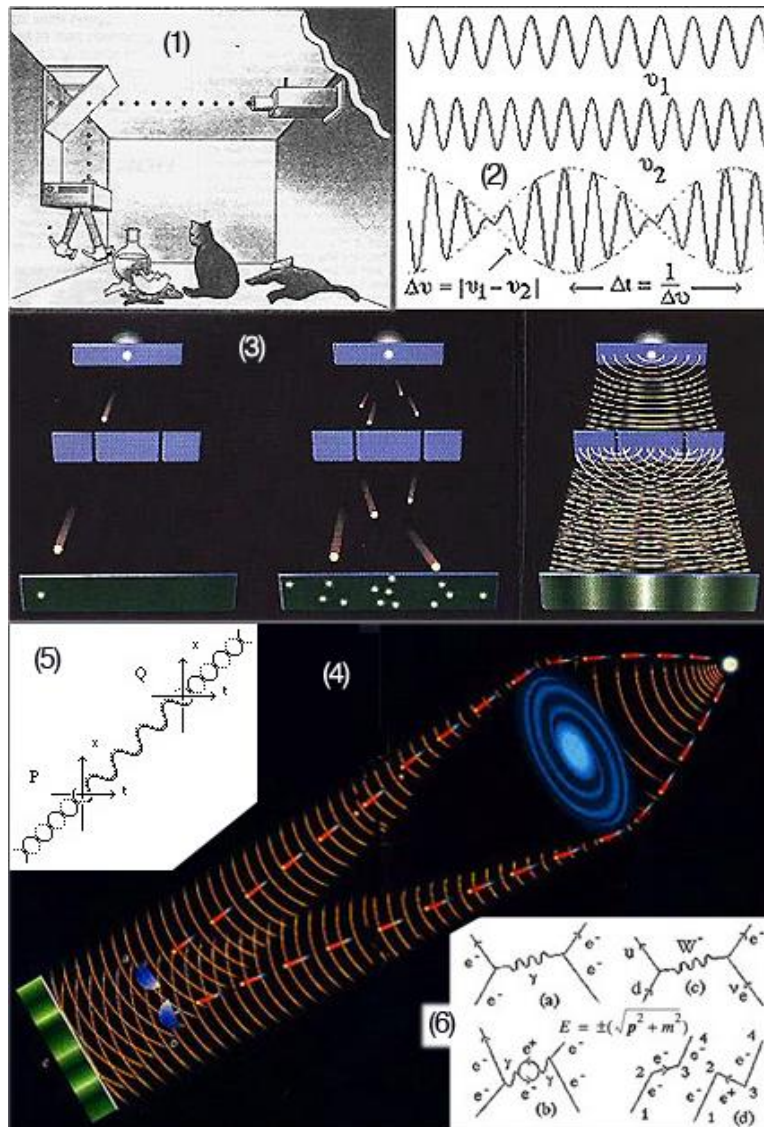 (1)
ν₁
ν₂
(2)
Δν = |ν₁ - ν₂|
Δt = 1/Δν
(3)
(4)
(5)
x
Q
t
x
P
t
(6)
e⁻ e⁻ γ e⁻ e⁻
(a)
u d W⁻ e⁻ νe
(c)
E = ±(√p² + m²)
e⁻ e⁻ γ e⁺ e⁻ γ e⁻ e⁻
(b)
1 2 3 4 e⁻ e⁻ e⁻
1 2 3 4 e⁻ e⁺ e⁻
(d)